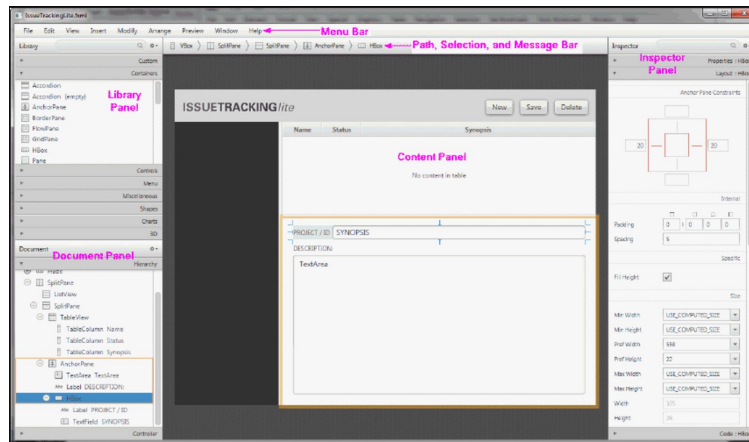 IssueTrackingLite.fxml
File Edit View Insert Modify Arrange Preview Window Help
Menu Bar
Library
VBox SplitPane SplitPane AnchorPane HBox
Path, Selection, and Message Bar
Inspector
Custom
Containers
Accordion
Accordion (empty)
AnchorPane
BorderPane
FlowPane
GridPane
HBox
Pane
Library
Panel
Controls
Menu
Miscellaneous
Shapes
Charts
3D
Document
Document Panel
Hierarchy
SplitPane
ListView
SplitPane
TableView
TableColumn Name
TableColumn Status
TableColumn Synopsis
AnchorPane
TextArea TextArea
Abc Label DESCRIPTION:
HBox
Abc Label PROJECT / ID
TextField SYNOPSIS
Controller
ISSUETRACKINGlite
New Save Delete
Name Status Synopsis
Content Panel
No content in table
PROJECT / ID SYNOPSIS
DESCRIPTION:
TextArea
Inspector
Panel
Properties : HBox
Layout : HBox
AnchorPane Constraints
20 20
Internal
Padding 0 0 0 0
Spacing 5
Specific
Fill Height
Size
Min Width USE_COMPUTED_SIZE
Min Height USE_COMPUTED_SIZE
Pref Width
Pref Height 22
Max Width USE_COMPUTED_SIZE
Max Height USE_COMPUTED_SIZE
Width
Height
Code : HBox